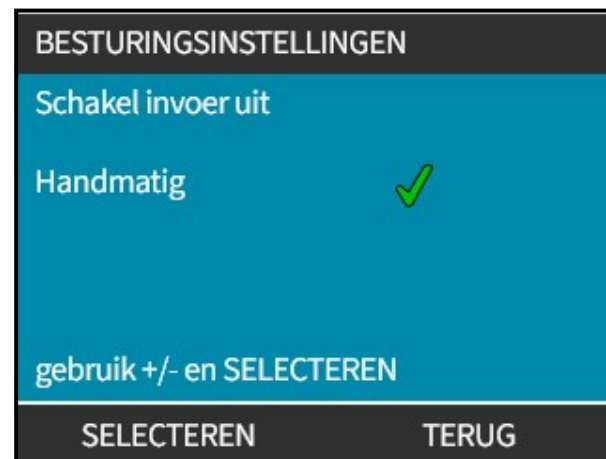 BESTURINGSINSTELLINGEN
Schakel invoer uit
Handmatig
gebruik +/- en SELECTEREN
SELECTEREN TERUG